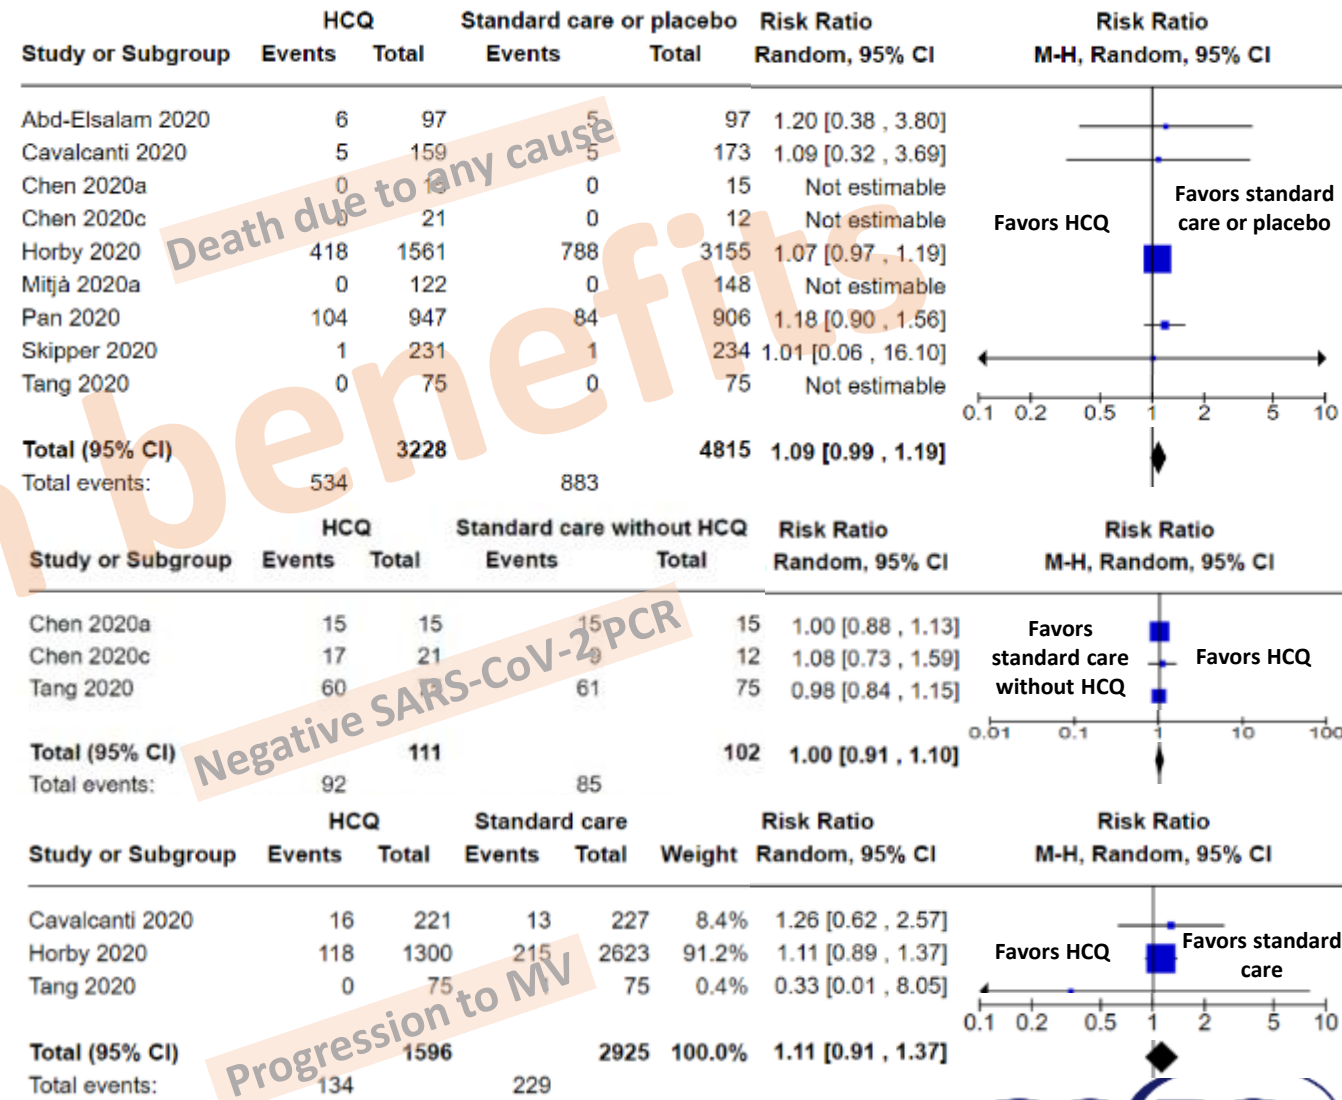 HCQ Standard care or placebo Risk Ratio Risk Ratio
Study or Subgroup Events Total Events Total Random, 95% CI M-H, Random, 95% CI
Abd-Elsalam 2020 6 97 5 97 1.20 [0.38 , 3.80]
Cavalcanti 2020 5 159 5 173 1.09 [0.32 , 3.69]
Chen 2020a 0 15 0 15 Not estimable
Chen 2020c 0 21 0 12 Not estimable
Horby 2020 418 1561 788 3155 1.07 [0.97 , 1.19]
Mitjà 2020a 0 122 0 148 Not estimable
Pan 2020 104 947 84 906 1.18 [0.90 , 1.56]
Skipper 2020 1 231 1 234 1.01 [0.06 , 16.10]
Tang 2020 0 75 0 75 Not estimable
Favors HCQ
Favors standard
care or placebo
0.1 0.2 0.5 1 2 5 10
Total (95% CI) 3228 4815 1.09 [0.99 , 1.19]
Total events: 534 883
Death due to any cause
benefits
HCQ Standard care without HCQ Risk Ratio Risk Ratio
Study or Subgroup Events Total Events Total Random, 95% CI M-H, Random, 95% CI
Chen 2020a 15 15 15 15 1.00 [0.88 , 1.13]
Chen 2020c 17 21 9 12 1.08 [0.73 , 1.59]
Tang 2020 60 75 61 75 0.98 [0.84 , 1.15]
Favors
standard care
without HCQ
Favors HCQ
0.01 0.1 1 10 100
Total (95% CI) 111 102 1.00 [0.91 , 1.10]
Total events: 92 85
Negative SARS-CoV-2 PCR
HCQ Standard care Risk Ratio Risk Ratio
Study or Subgroup Events Total Events Total Weight Random, 95% CI M-H, Random, 95% CI
Cavalcanti 2020 16 221 13 227 8.4% 1.26 [0.62 , 2.57]
Horby 2020 118 1300 215 2623 91.2% 1.11 [0.89 , 1.37]
Tang 2020 0 75 75 0.4% 0.33 [0.01 , 8.05]
Favors HCQ
Favors standard
care
0.1 0.2 0.5 1 2 5 10
Total (95% CI) 1596 2925 100.0% 1.11 [0.91 , 1.37]
Total events: 134 229
Progression to MV